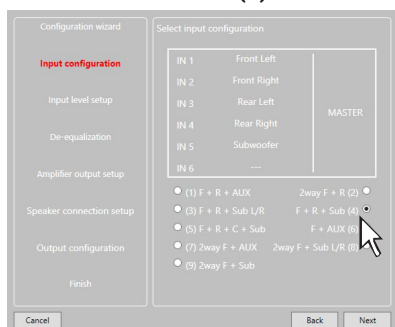 Configuration wizard
Select input configuration
Input configuration
Input level setup
De-equalization
Amplifier output setup
Speaker connection setup
Output configuration
Finish
IN 1 Front Left
IN 2 Front Right
IN 3 Rear Left
IN 4 Rear Right
IN 5 Subwoofer
IN 6 ---
MASTER
(1) F + R + AUX 2way F + R (2)
(3) F + R + Sub L/R F + R + Sub (4)
(5) F + R + C + Sub F + AUX (6)
(7) 2way F + AUX 2way F + Sub L/R (8)
(9) 2way F + Sub
Cancel Back Next